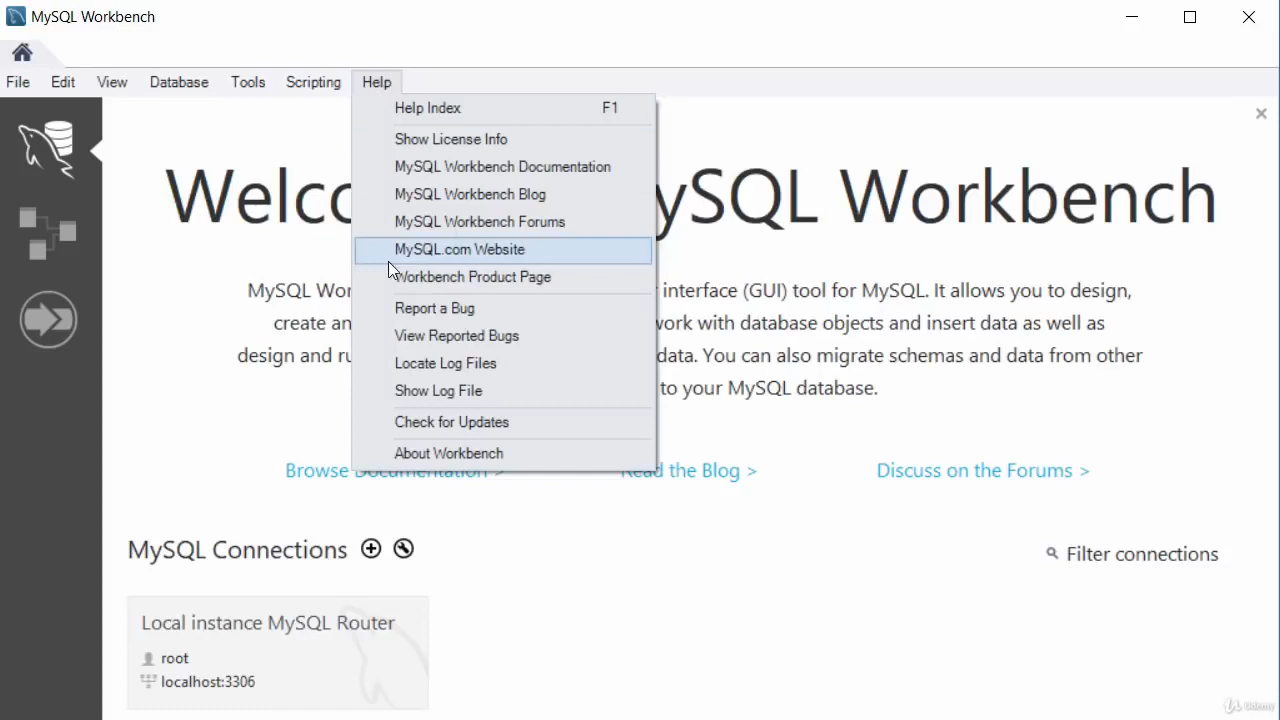 MySQL Workbench
File Edit View Database Tools Scripting Help
Help Index F1
Show License Info
MySQL Workbench Documentation
MySQL Workbench Blog
MySQL Workbench Forums
MySQL.com Website
Workbench Product Page
Report a Bug
View Reported Bugs
Locate Log Files
Show Log File
Check for Updates
About Workbench
Welc ySQL Workbench
MySQL Wor interface (GUI) tool for MySQL. It allows you to design,
create an work with database objects and insert data as well as
design and ru data. You can also migrate schemas and data from other
to your MySQL database.
Browse Documentation > Read the Blog > Discuss on the Forums >
MySQL Connections Filter connections
Local instance MySQL Router
root
localhost:3306
Udemy